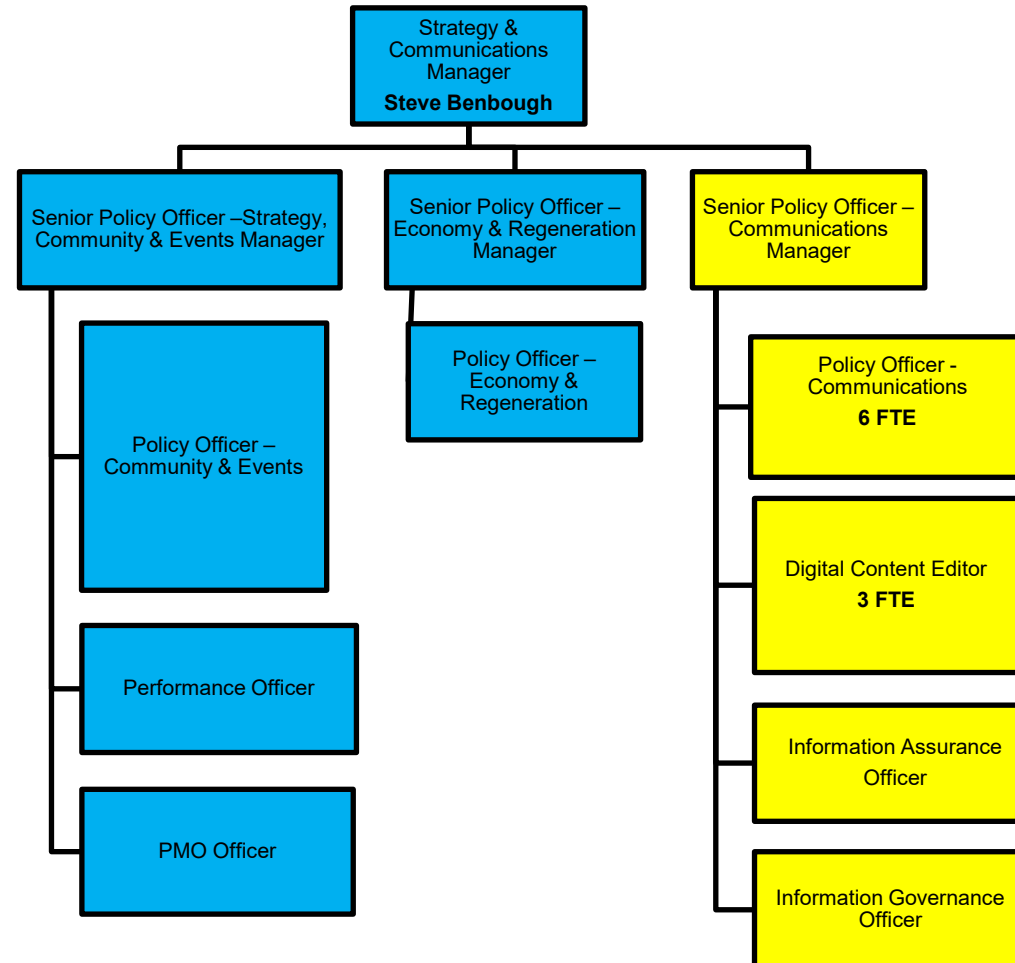 Strategy &
Communications
Manager
Steve Benbough
Senior Policy Officer –Strategy,
Community & Events Manager
Senior Policy Officer –
Economy & Regeneration
Manager
Senior Policy Officer –
Communications
Manager
Policy Officer –
Community & Events
Performance Officer
PMO Officer
Policy Officer –
Economy &
Regeneration
Policy Officer -
Communications
6 FTE
Digital Content Editor
3 FTE
Information Assurance
Officer
Information Governance
Officer